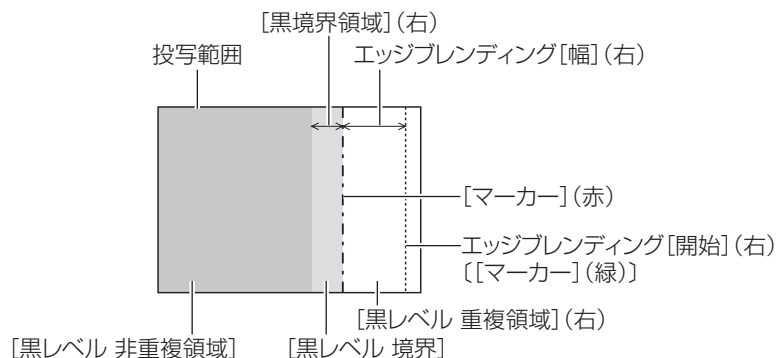 [黒境界領域](右)
投写範囲
エッジブレンディング[幅](右)
[マーカー](赤)
エッジブレンディング[開始](右)
〔[マーカー](緑)〕
[黒レベル 重複領域](右)
[黒レベル 非重複領域]
[黒レベル 境界]